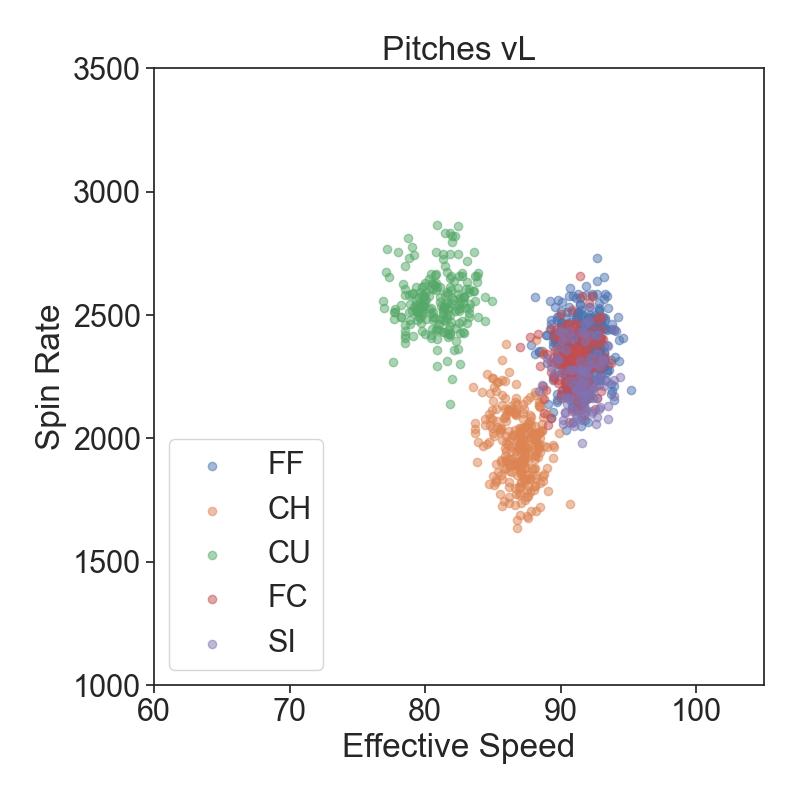 Pitches vL
3500
3000
2500
2000
1500
1000
Spin Rate
FF
CH
CU
FC
SI
60 70 80 90 100
Effective Speed